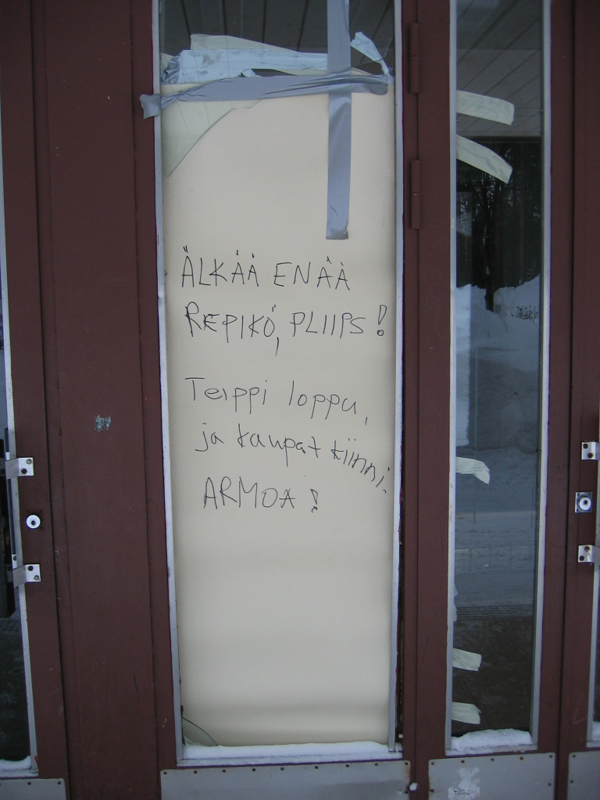 ÄLKÄÄ ENÄÄ
REPIKÖ, PLIIPS!
Teippi loppu,
ja kaupat kiinni.
ARMOA!